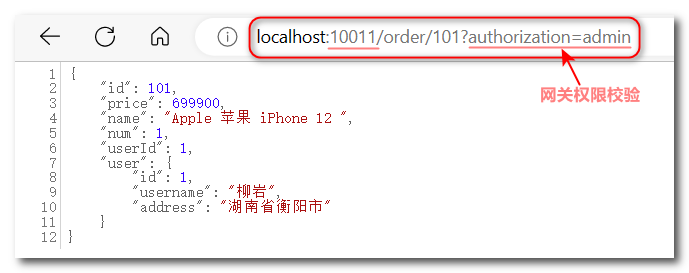 localhost:10011/order/101?authorization=admin
网关权限校验
1 {
2 "id": 101,
3 "price": 699900,
4 "name": "Apple 苹果 iPhone 12 ",
5 "num": 1,
6 "userId": 1,
7 "user": {
8 "id": 1,
9 "username": "柳岩",
10 "address": "湖南省衡阳市"
11 }
12 }